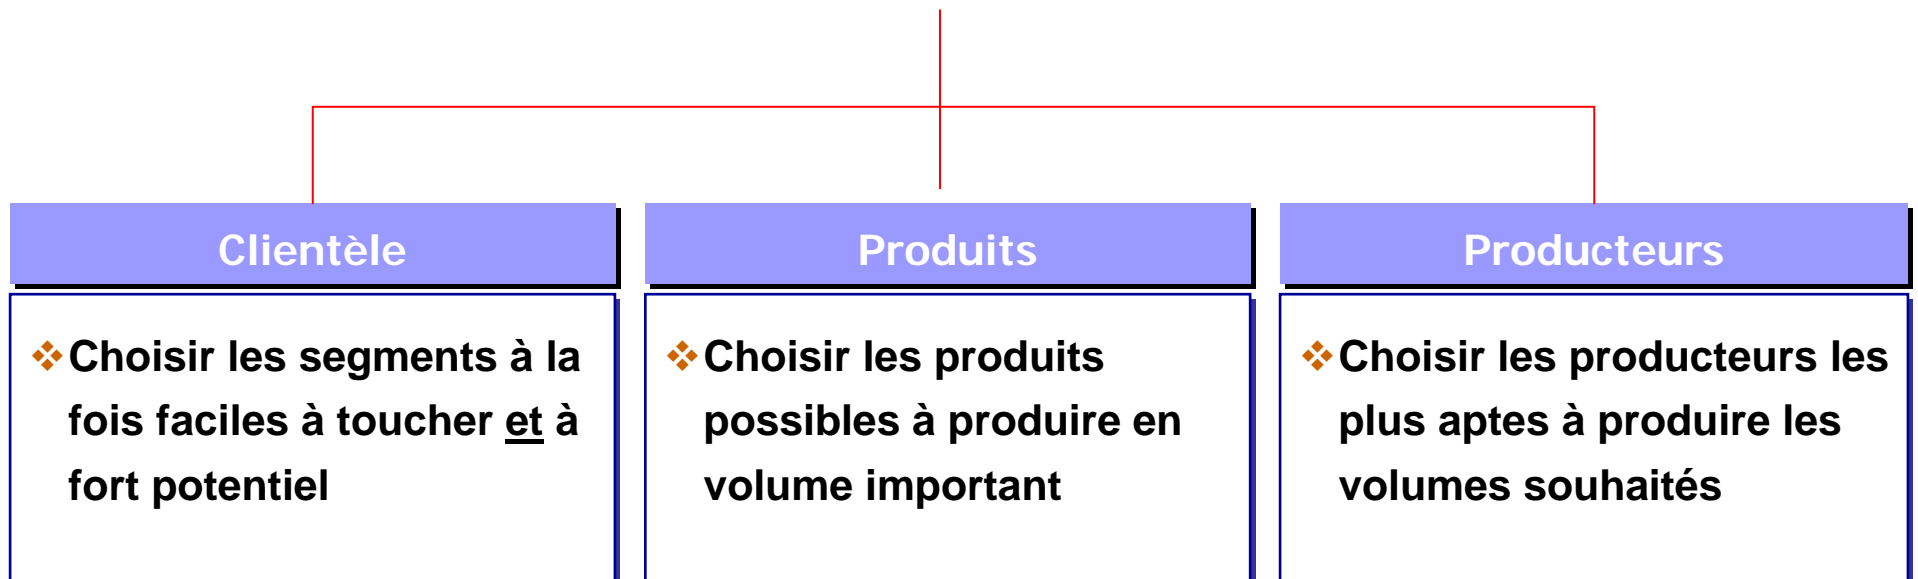 Clientèle
Choisir les segments à la
fois faciles à toucher et à
fort potentiel
Produits
Choisir les produits
possibles à produire en
volume important
Producteurs
Choisir les producteurs les
plus aptes à produire les
volumes souhaités